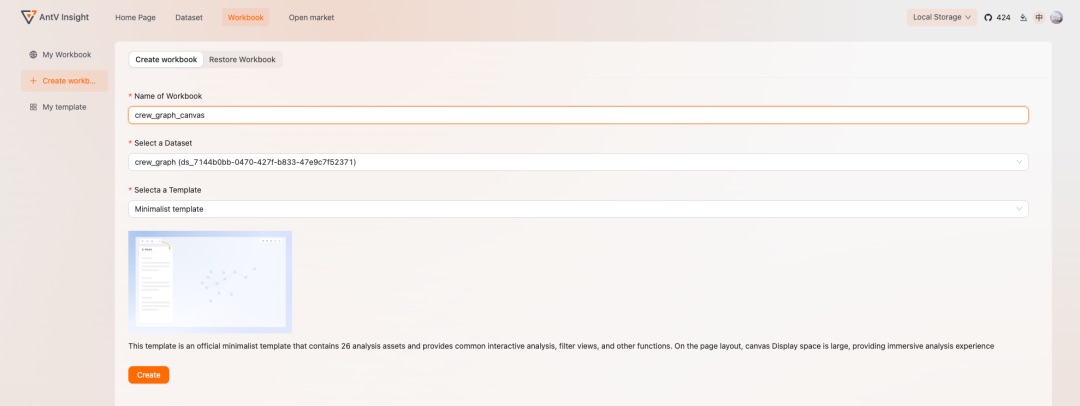 AntV Insight Home Page Dataset Workbook Open market Local Storage 424 中
My Workbook
Create workb...
My template
Create workbook Restore Workbook
* Name of Workbook
crew_graph_canvas
* Select a Dataset
crew_graph (ds_7144b0bb-0470-427f-b833-47e9c7f52371)
* Selecta a Template
Minimalist template
This template is an official minimalist template that contains 26 analysis assets and provides common interactive analysis, filter views, and other functions. On the page layout, canvas Display space is large, providing immersive analysis experience
Create